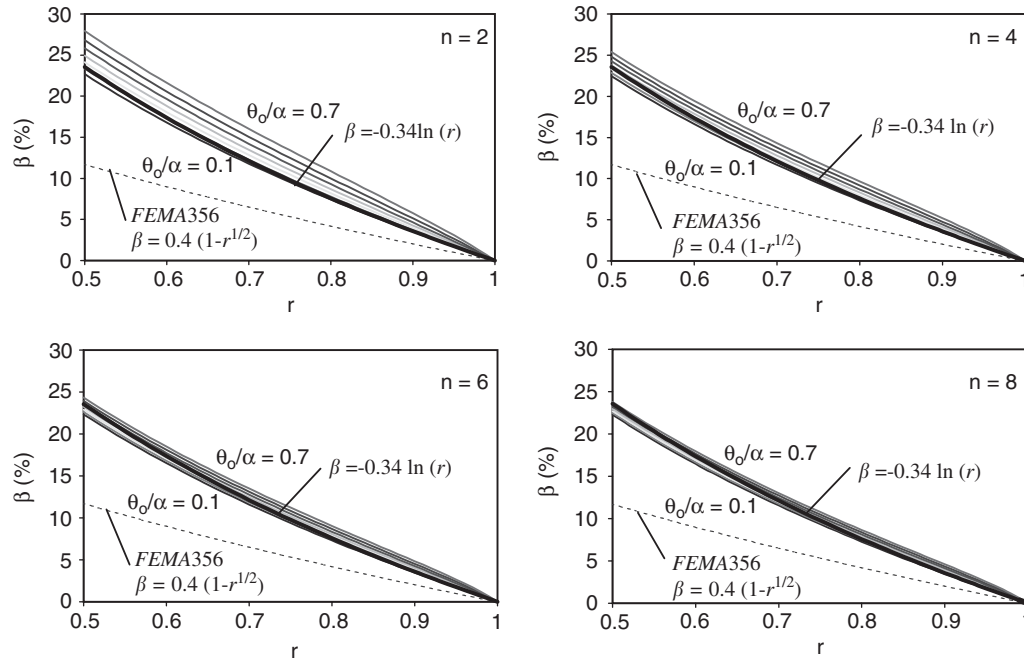 30
25
20
15
10
5
0
β (%)
n = 2
θo/α = 0.7
β =-0.34ln (r)
θo/α = 0.1
FEMA356
β = 0.4 (1-r1/2)
0.5 0.6 0.7 0.8 0.9 1
r
30
25
20
15
10
5
0
β (%)
n = 4
θo/α = 0.7
β =-0.34 ln (r)
θo/α = 0.1
FEMA356
β = 0.4 (1-r1/2)
0.5 0.6 0.7 0.8 0.9 1
r
30
25
20
15
10
5
0
β (%)
n = 6
θo/α = 0.7
β =-0.34 ln (r)
θo/α = 0.1
FEMA356
β = 0.4 (1-r1/2)
0.5 0.6 0.7 0.8 0.9 1
r
30
25
20
15
10
5
0
β (%)
n = 8
θo/α = 0.7
β =-0.34 ln (r)
θo/α = 0.1
FEMA356
β = 0.4 (1-r1/2)
0.5 0.6 0.7 0.8 0.9 1
r